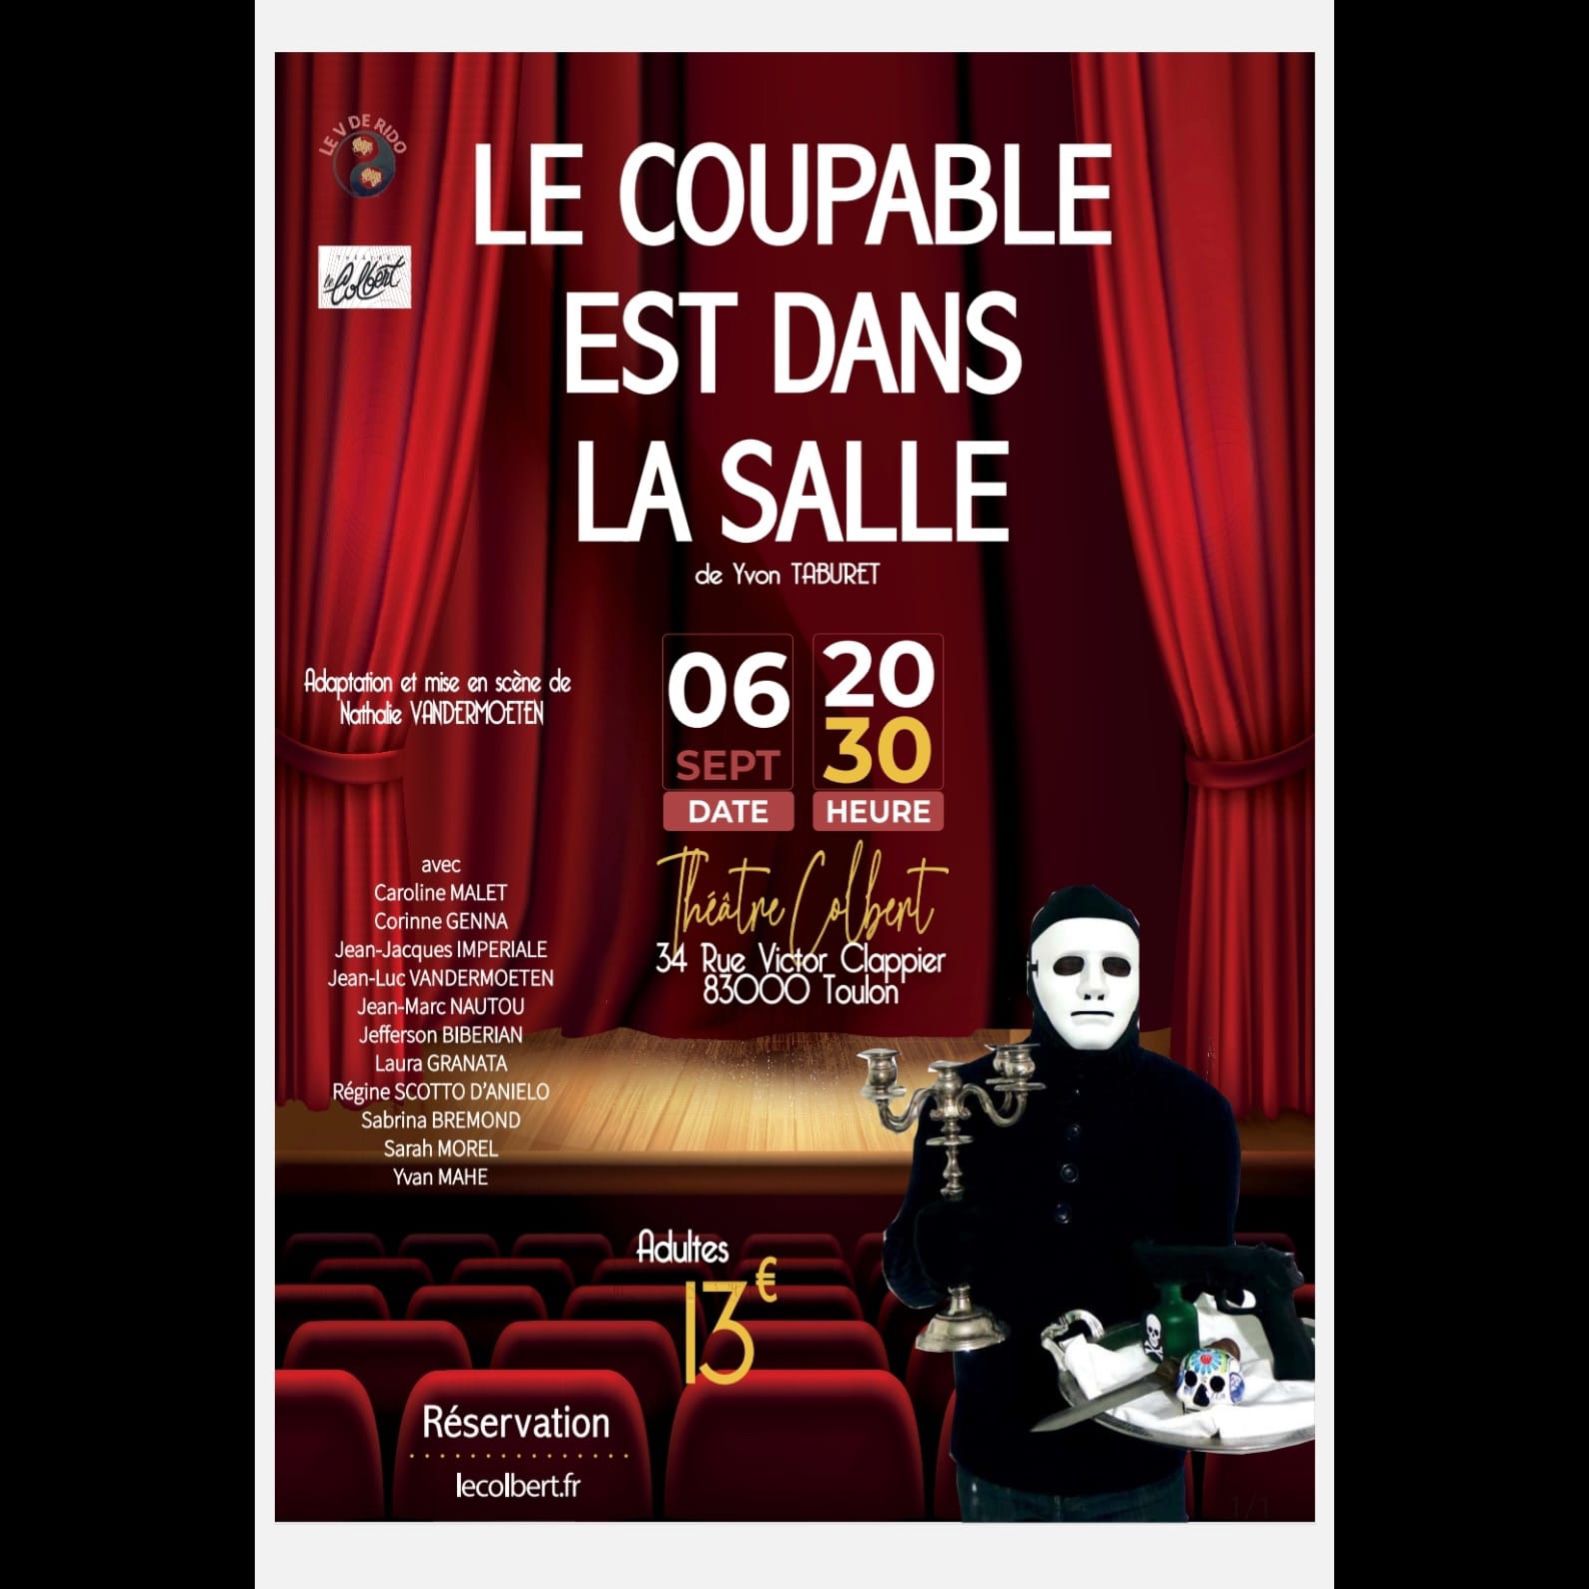 LE V DE RIDO
THÉÂTRE
le Colbert
LE COUPABLE
EST DANS
LA SALLE
de Yvon TABURET
Adaptation et mise en scène de
Nathalie VANDERMOETEN
06
SEPT
DATE
20
30
HEURE
Théâtre Colbert
34 Rue Victor Clappier
83000 Toulon
avec
Caroline MALET
Corinne GENNA
Jean-Jacques IMPERIALE
Jean-Luc VANDERMOETEN
Jean-Marc NAUTOU
Jefferson BIBERIAN
Laura GRANATA
Régine SCOTTO D'ANIELO
Sabrina BREMOND
Sarah MOREL
Yvan MAHE
Adultes
13€
Réservation
lecolbert.fr
1/1